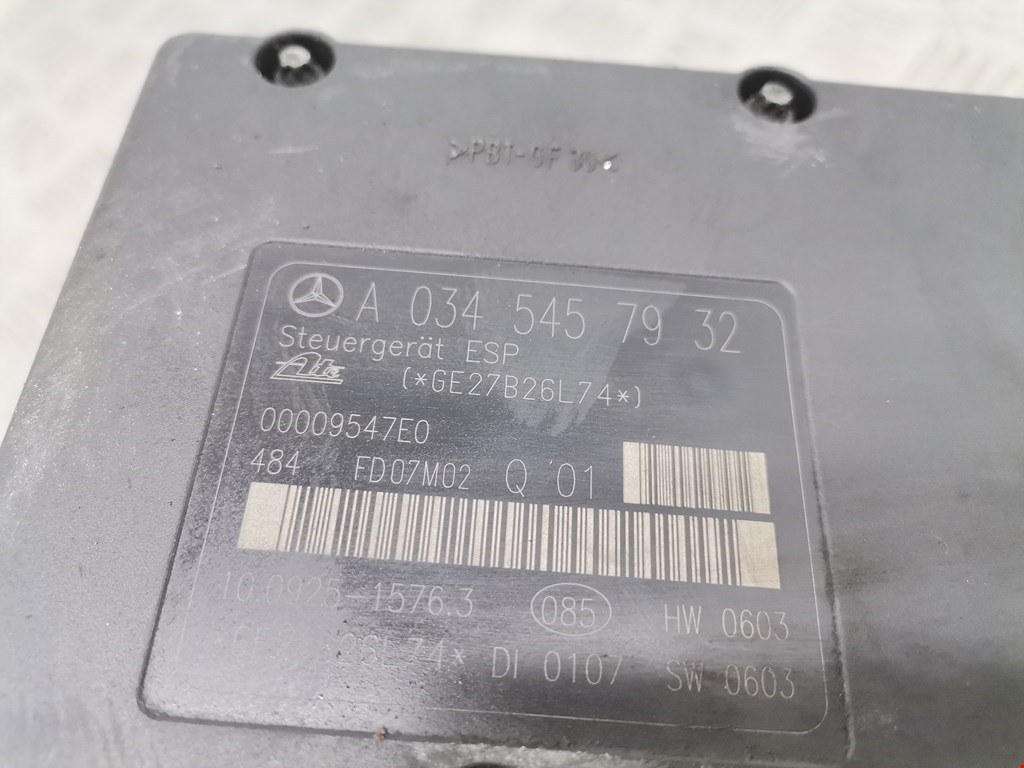 >PBT-GF 30<
A 034 545 79 32
Steuergerät ESP
Ate (*GE27B26L74*)
00009547E0
484 FD07M02 Q '01
10.0925-1576.3 085 HW 0603
26L74* DI 0107 SW 0603